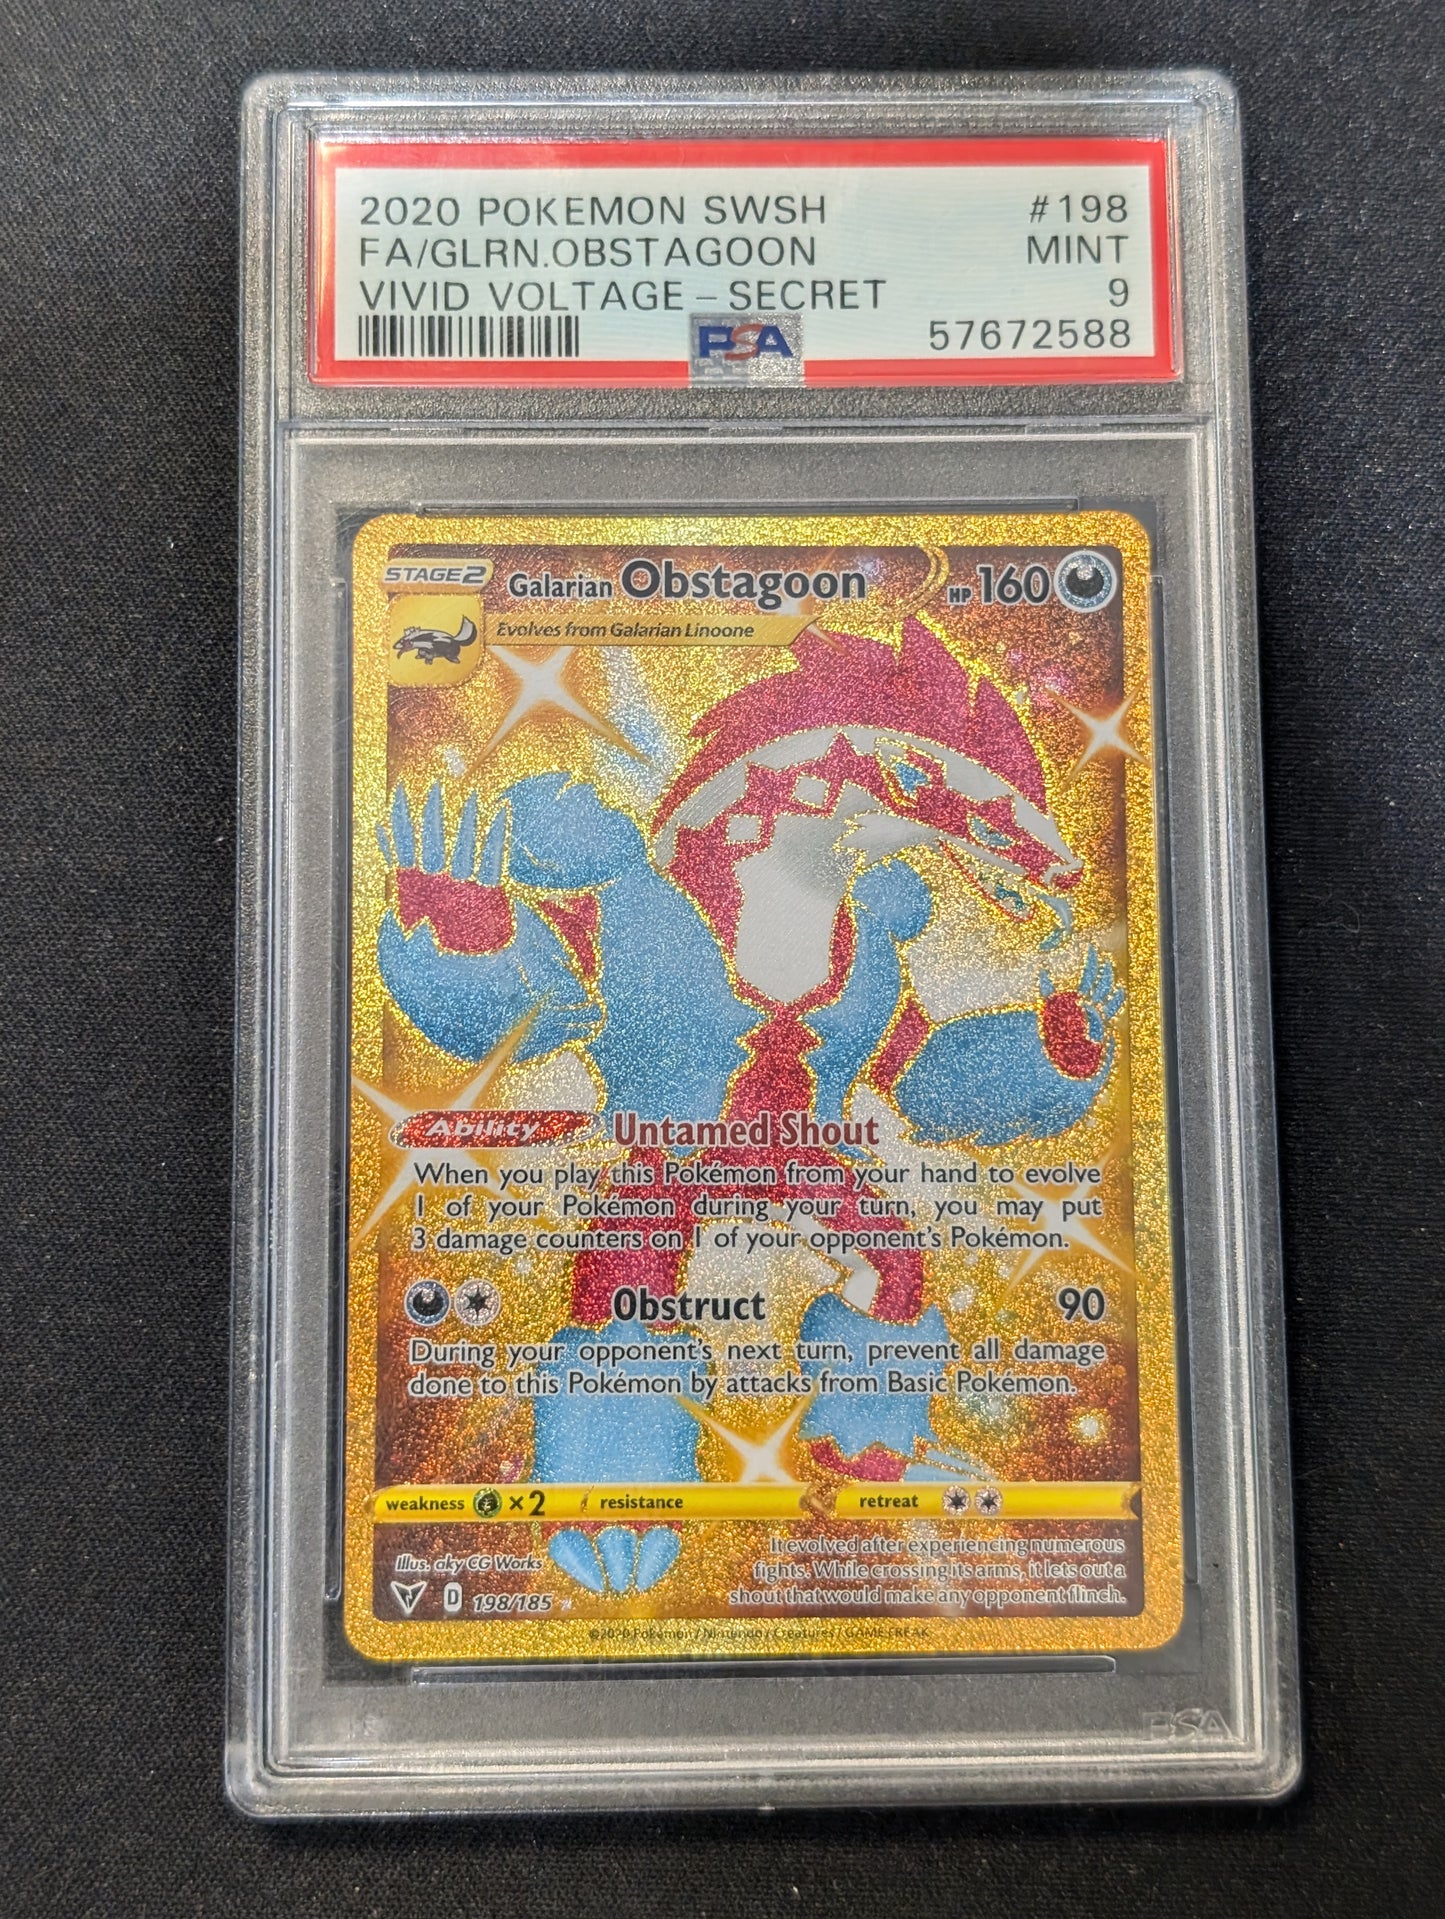 2020 POKEMON SWSH #198
FA/GLRN.OBSTAGOON MINT
VIVID VOLTAGE - SECRET 9
PSA 57672588
STAGE 2 Galarian Obstagoon HP 160
Evolves from Galarian Linoone
Ability Untamed Shout
When you play this Pokémon from your hand to evolve
1 of your Pokémon during your turn, you may put
3 damage counters on 1 of your opponent's Pokémon.
Obstruct 90
During your opponent's next turn, prevent all damage
done to this Pokémon by attacks from Basic Pokémon.
weakness ×2 resistance retreat
It evolved after experiencing numerous
Illus. aky CG Works fights. While crossing its arms, it lets out a
D 198/185 shout that would make any opponent flinch.
©2020 Pokémon / Nintendo / Creatures / GAME FREAK
PSA